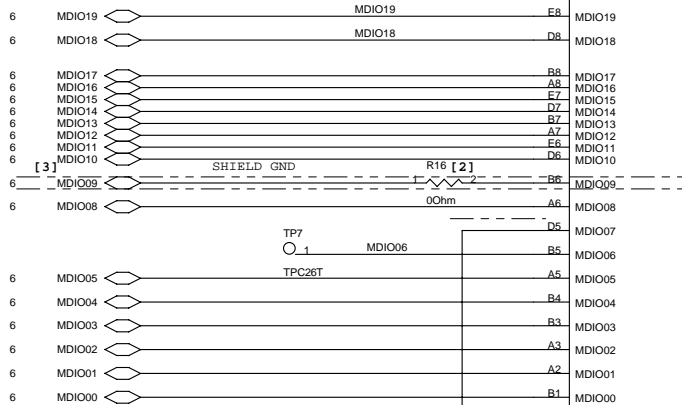 6 MDIO19 MDIO19 E8 MDIO19
6 MDIO18 MDIO18 D8 MDIO18
6 MDIO17 B8 MDIO17
6 MDIO16 A8 MDIO16
6 MDIO15 E7 MDIO15
6 MDIO14 D7 MDIO14
6 MDIO13 B7 MDIO13
6 MDIO12 A7 MDIO12
6 MDIO11 E6 MDIO11
6 MDIO10 D6 MDIO10
[3] SHIELD GND R16 [2]
6 MDIO09 1 2 B6 MDIO09
0Ohm
6 MDIO08 A6 MDIO08
D5 MDIO07
TP7
1 MDIO06 B5 MDIO06
TPC26T
6 MDIO05 A5 MDIO05
6 MDIO04 B4 MDIO04
6 MDIO03 B3 MDIO03
6 MDIO02 A3 MDIO02
6 MDIO01 A2 MDIO01
6 MDIO00 B1 MDIO00